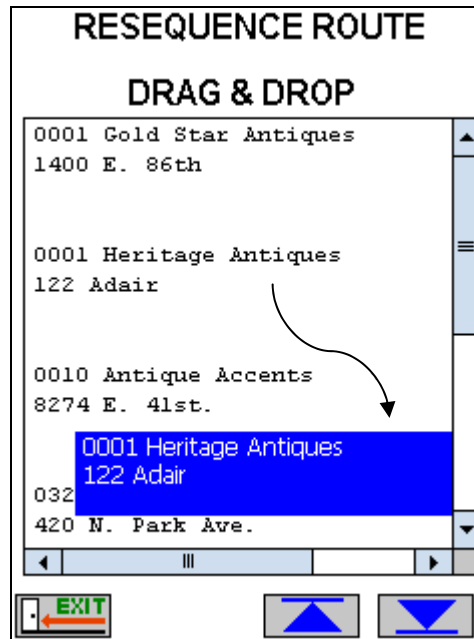 RESEQUENCE ROUTE
DRAG & DROP
0001 Gold Star Antiques
1400 E. 86th
0001 Heritage Antiques
122 Adair
0010 Antique Accents
8274 E. 41st.
0001 Heritage Antiques
122 Adair
032
420 N. Park Ave.
EXIT